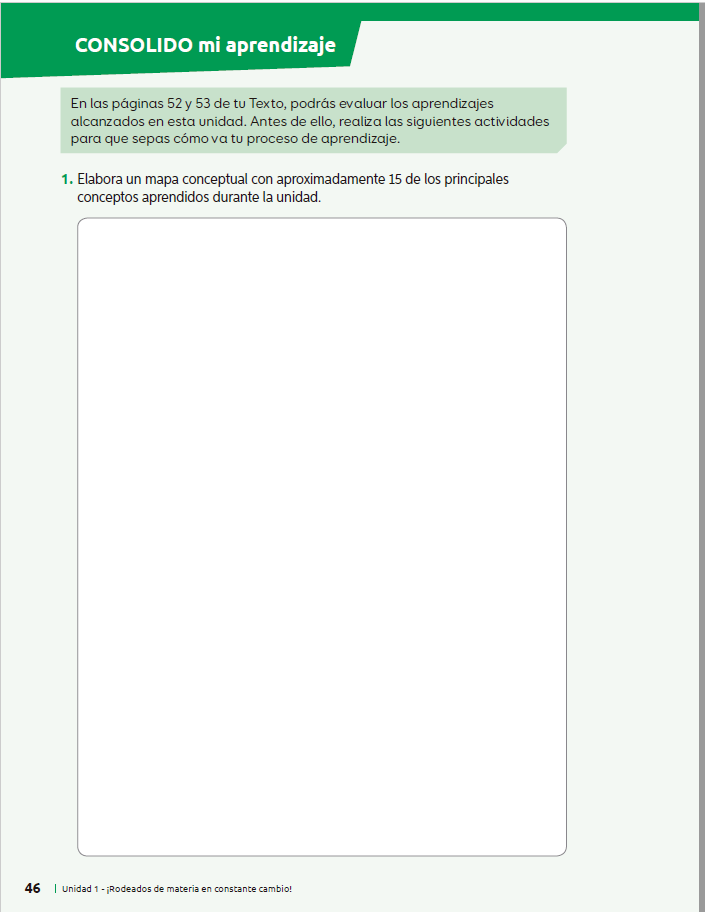 CONSOLIDO mi aprendizaje
En las páginas 52 y 53 de tu Texto, podrás evaluar los aprendizajes
alcanzados en esta unidad. Antes de ello, realiza las siguientes actividades
para que sepas cómo va tu proceso de aprendizaje.
1. Elabora un mapa conceptual con aproximadamente 15 de los principales
conceptos aprendidos durante la unidad.
46 | Unidad 1 - ¡Rodeados de materia en constante cambio!